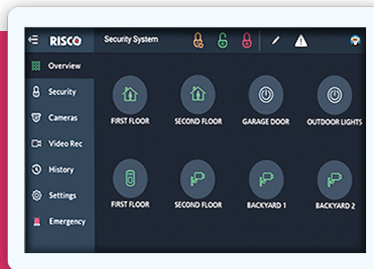 RISCO
Security System
Overview
Security
Cameras
Video Rec
History
Settings
Emergency
FIRST FLOOR
SECOND FLOOR
GARAGE DOOR
OUTDOOR LIGHTS
FIRST FLOOR
SECOND FLOOR
BACKYARD 1
BACKYARD 2